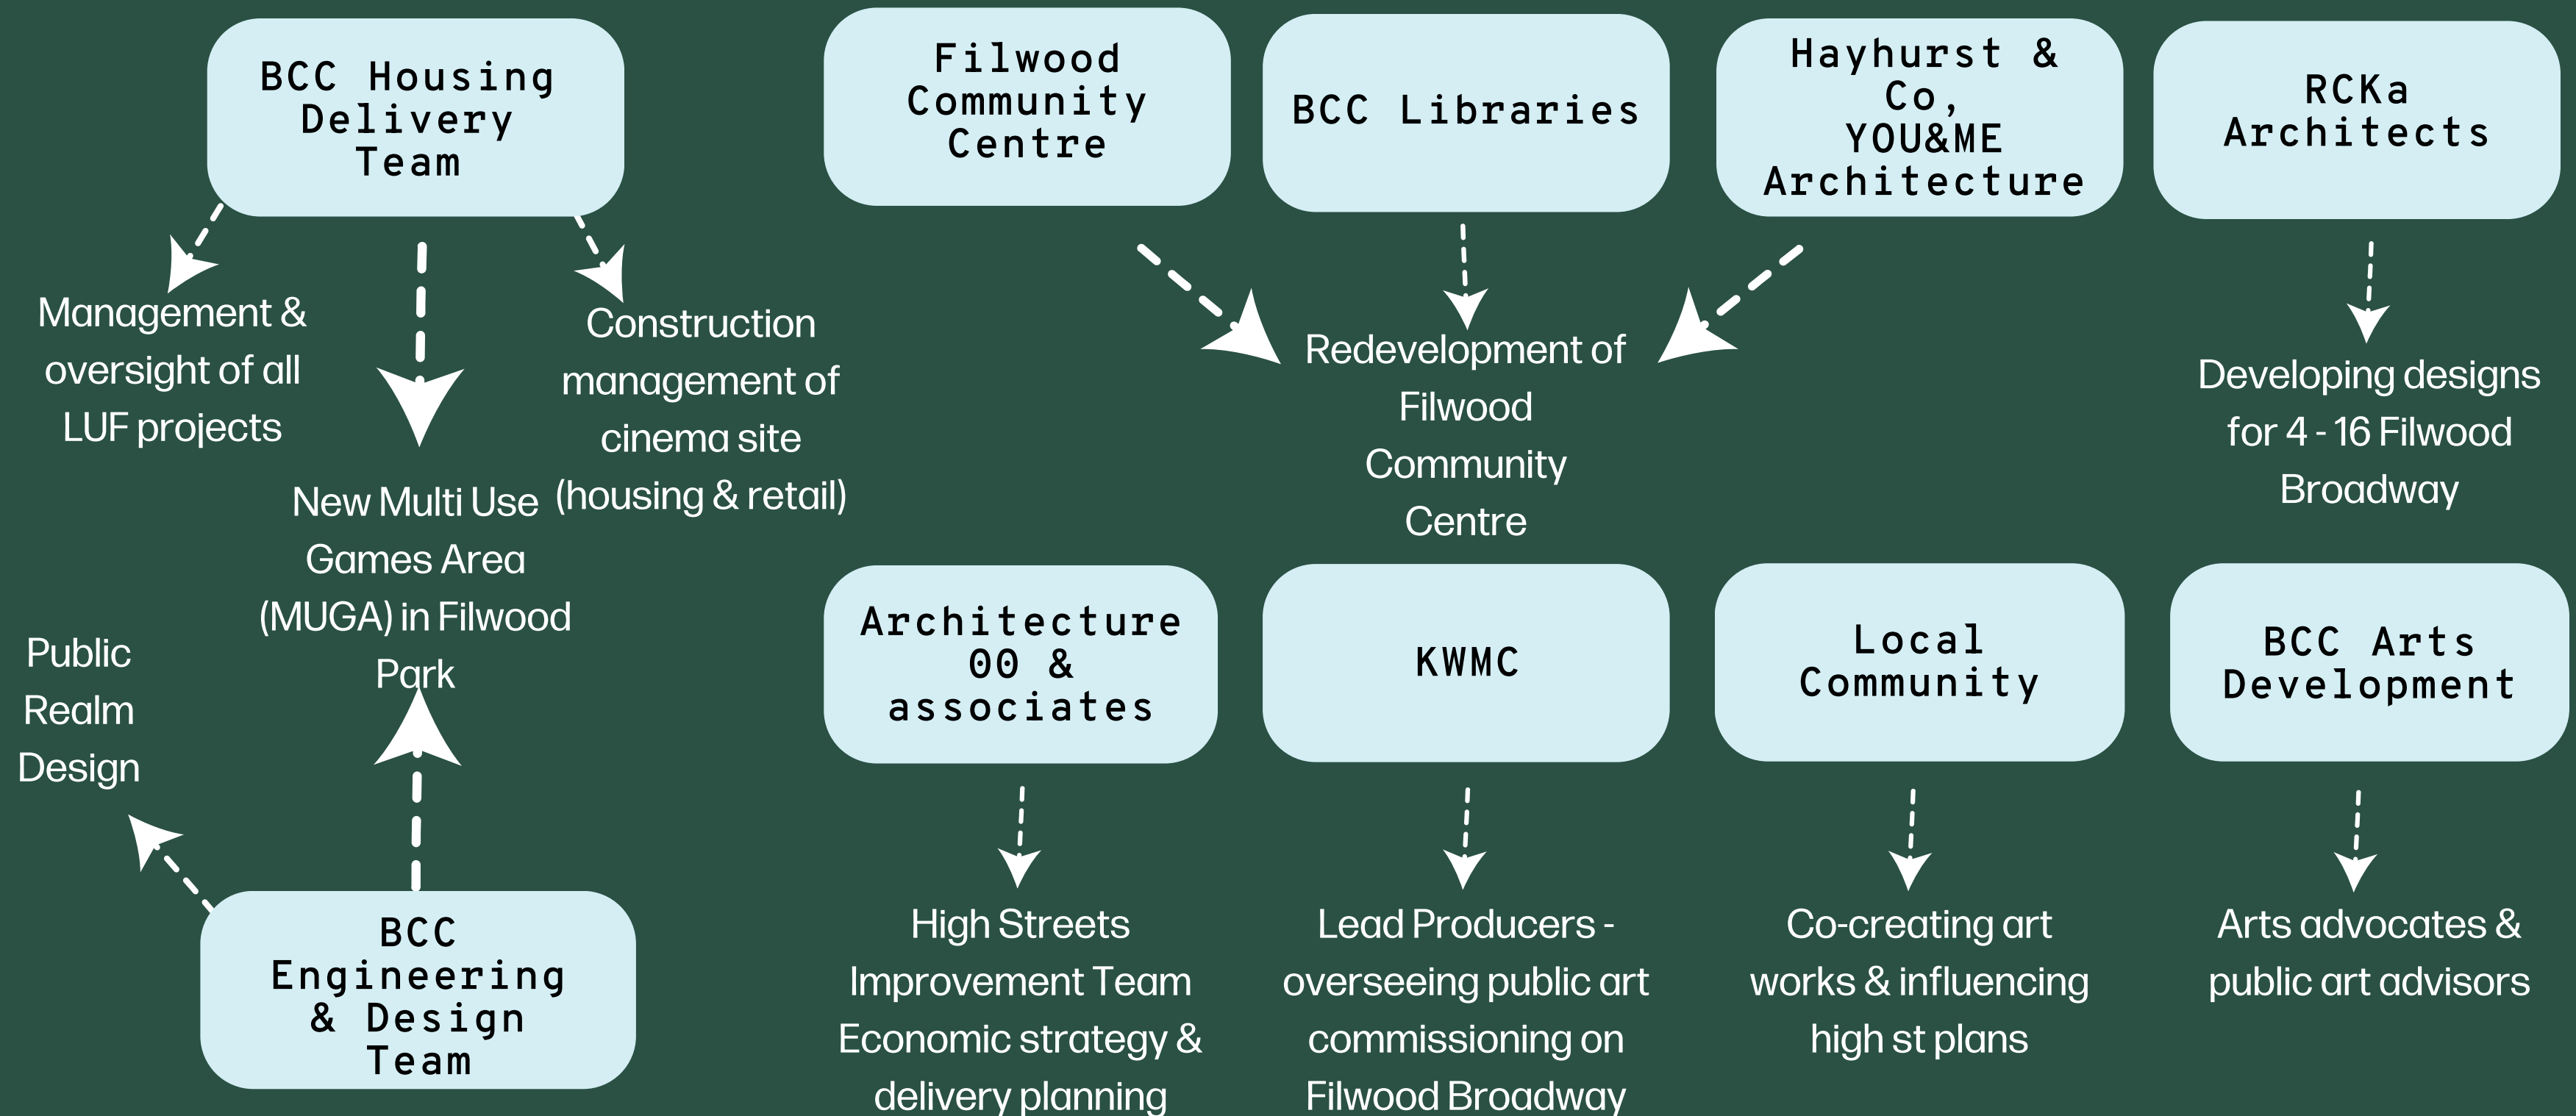 BCC Housing
Delivery
Team
Management &
oversight of all
LUF projects
Construction
management of
cinema site
(housing & retail)
New Multi Use
Games Area
(MUGA) in Filwood
Park
Public
Realm
Design
BCC
Engineering
& Design
Team
Filwood
Community
Centre
BCC Libraries
Hayhurst &
Co,
YOU&ME
Architecture
Redevelopment of
Filwood
Community
Centre
RCKa
Architects
Developing designs
for 4 - 16 Filwood
Broadway
Architecture
00 &
associates
High Streets
Improvement Team
Economic strategy &
delivery planning
KWMC
Lead Producers -
overseeing public art
commissioning on
Filwood Broadway
Local
Community
Co-creating art
works & influencing
high st plans
BCC Arts
Development
Arts advocates &
public art advisors